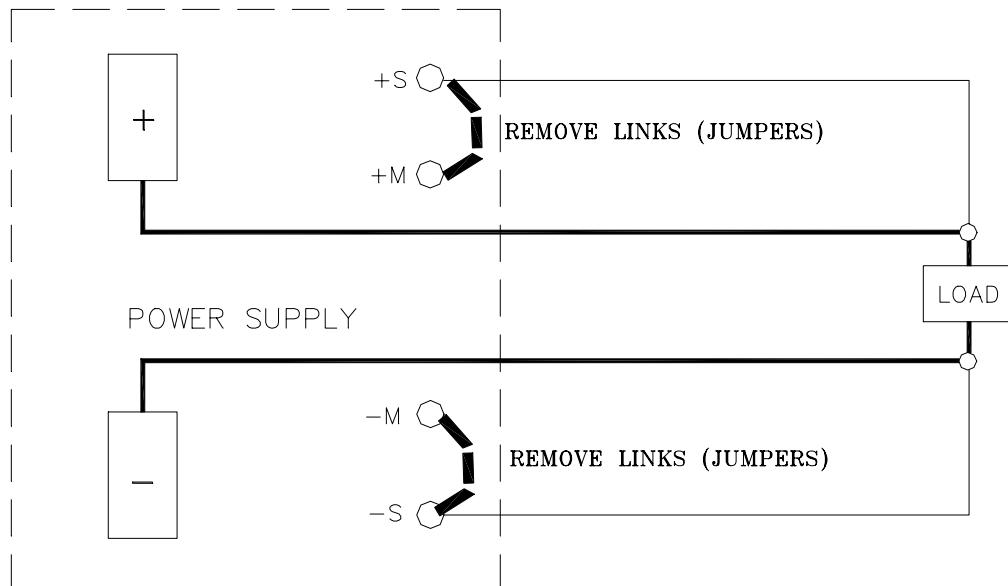 +
+S
REMOVE LINKS (JUMPERS)
+M
LOAD
POWER SUPPLY
−M
REMOVE LINKS (JUMPERS)
−
−S